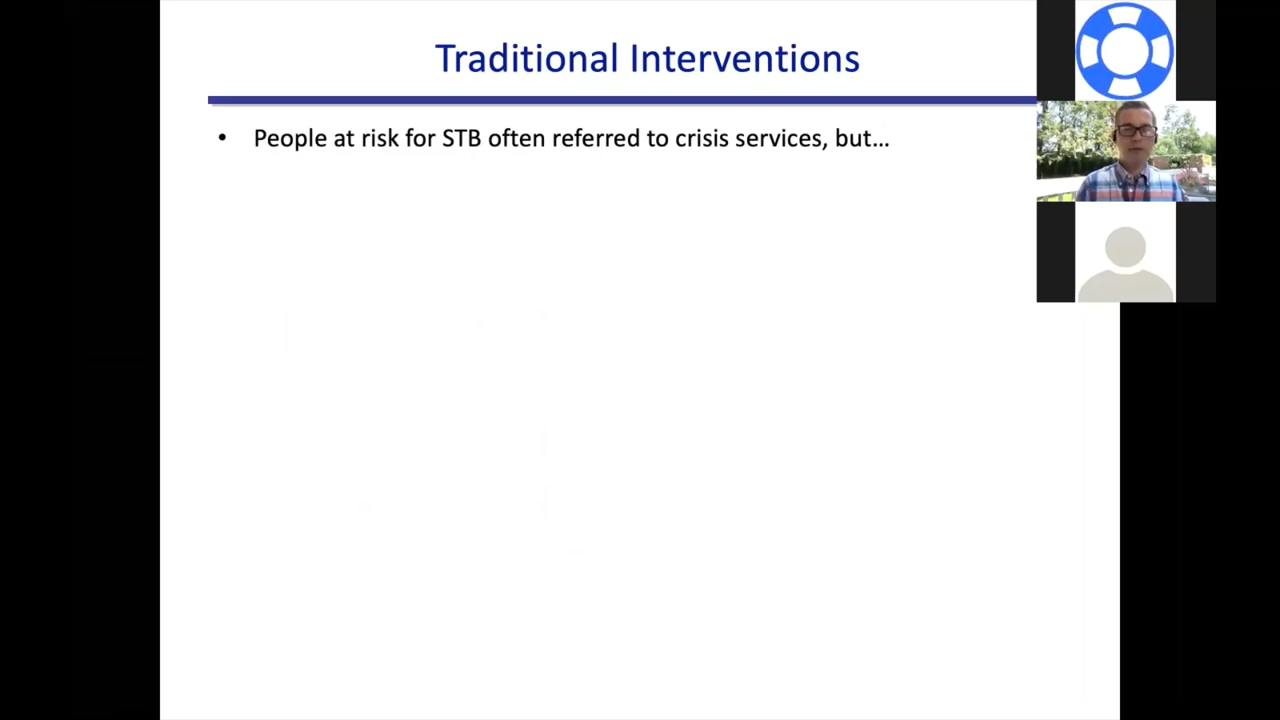 Traditional Interventions
• People at risk for STB often referred to crisis services, but...